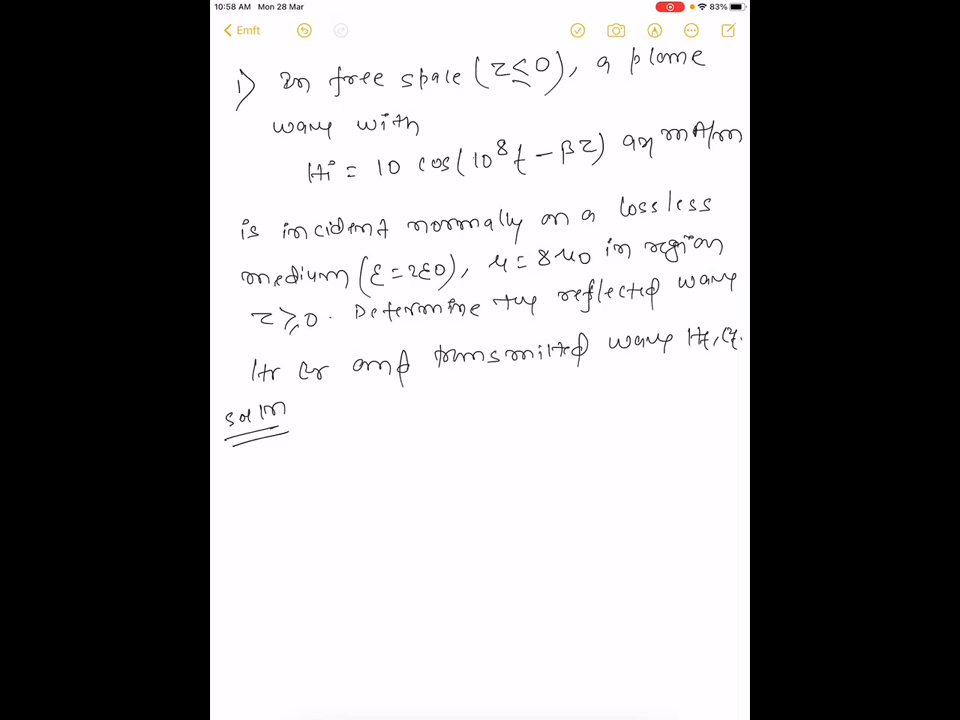 10:58 AM Mon 28 Mar
83%
Emft
1) In free space (z≤0), a plane
wave with
Hi = 10 cos(10⁸t − βz) ax mA/m
is incident normally on a lossless
medium (ε = 2ε0), μ = 8μ0 in region
z≥0. Determine the reflected wave
Hr Er and transmitted wave Ht, Et.
soln